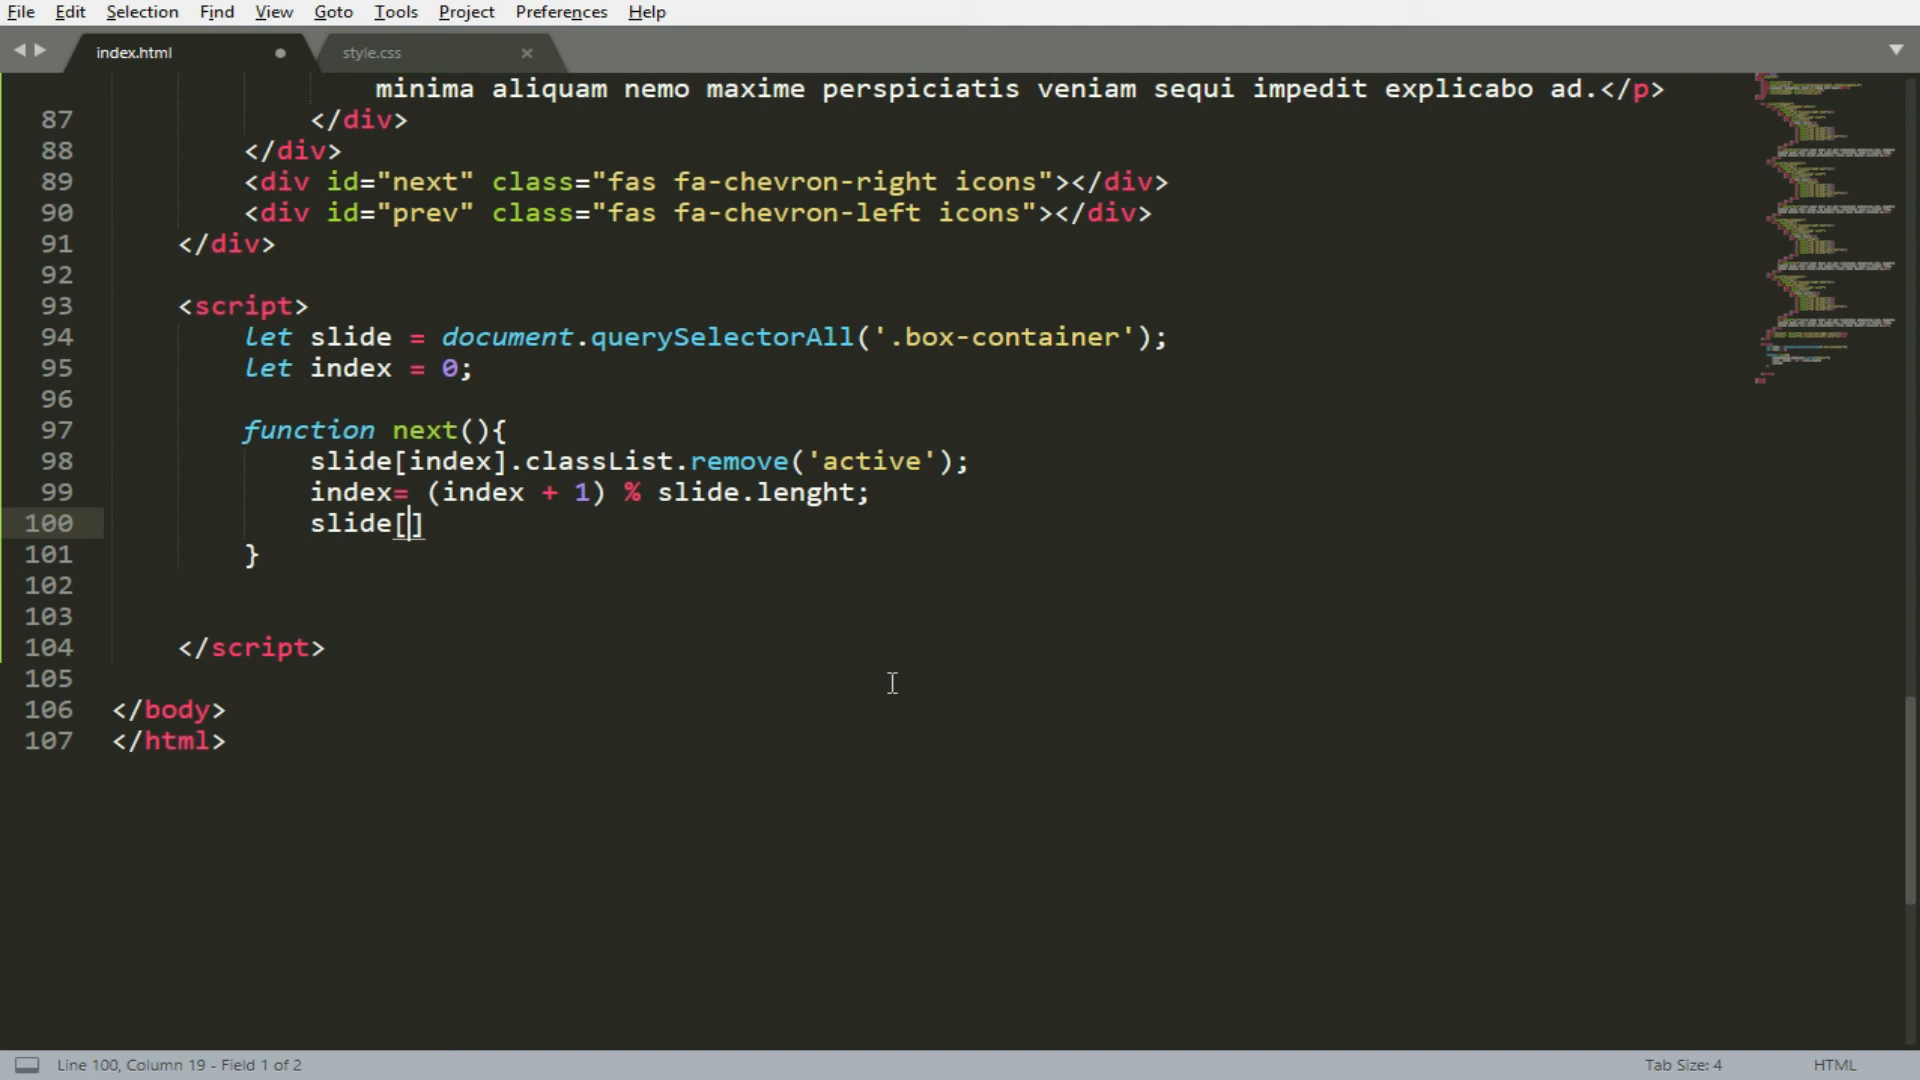 File Edit Selection Find View Goto Tools Project Preferences Help
index.html style.css
minima aliquam nemo maxime perspiciatis veniam sequi impedit explicabo ad.</p>
87 </div>
88 </div>
89 <div id="next" class="fas fa-chevron-right icons"></div>
90 <div id="prev" class="fas fa-chevron-left icons"></div>
91 </div>
92
93 <script>
94 let slide = document.querySelectorAll('.box-container');
95 let index = 0;
96
97 function next(){
98 slide[index].classList.remove('active');
99 index= (index + 1) % slide.lenght;
100 slide[]
101 }
102
103
104 </script>
105
106 </body>
107 </html>
Line 100, Column 19 - Field 1 of 2 Tab Size: 4 HTML